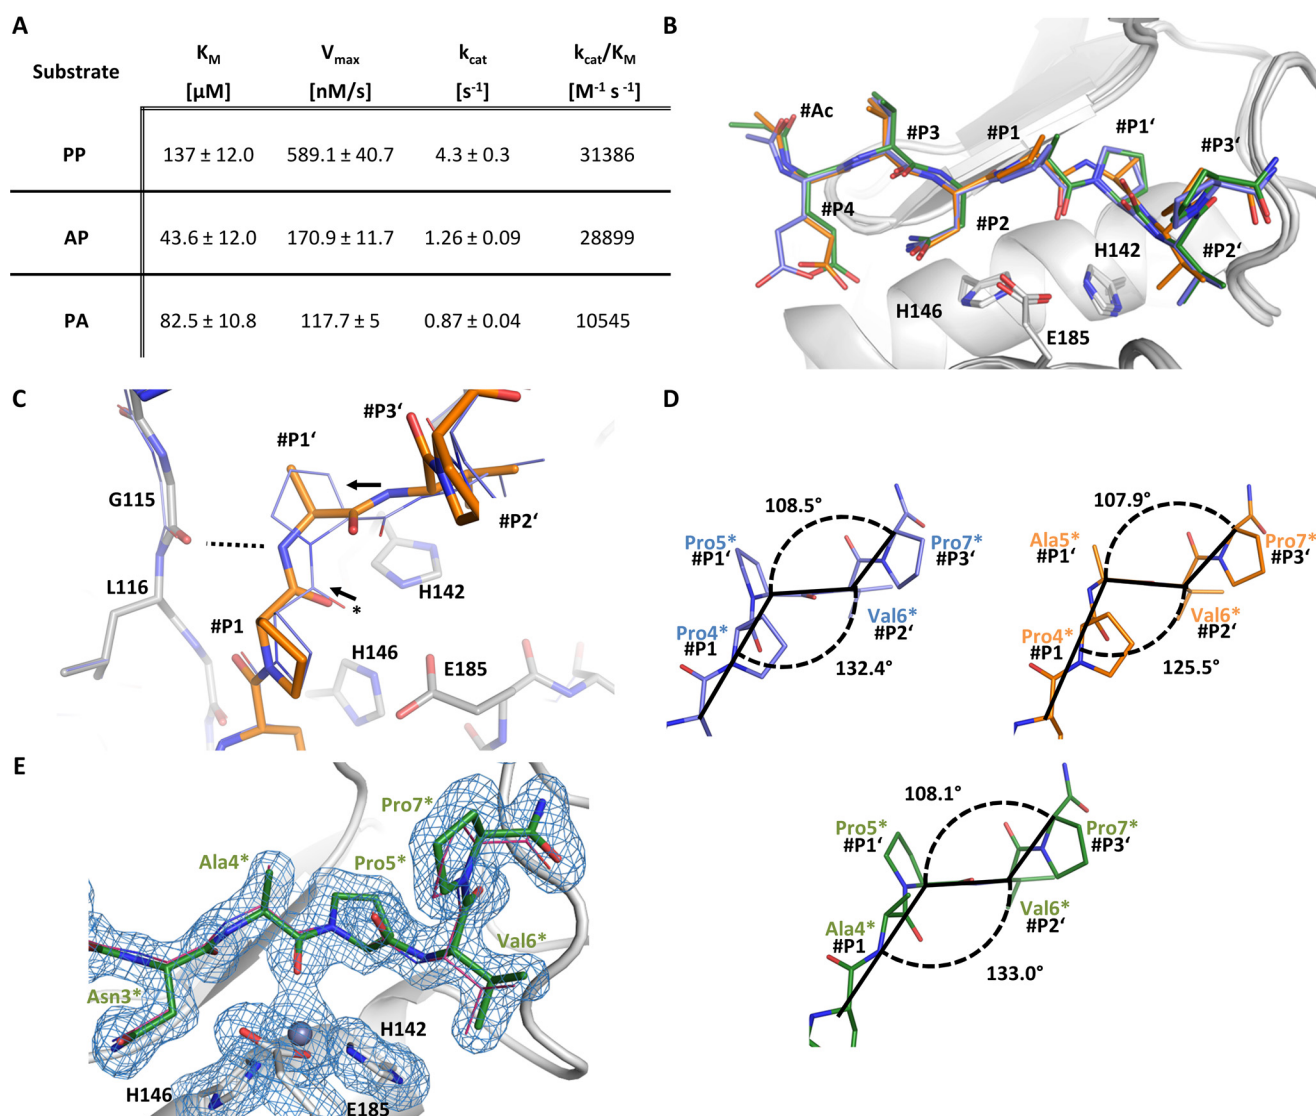 A
Substrate
K_M [µM]
V_max [nM/s]
k_cat [s⁻¹]
k_cat/K_M [M⁻¹ s ⁻¹]
PP 137 ± 12.0 589.1 ± 40.7 4.3 ± 0.3 31386
AP 43.6 ± 12.0 170.9 ± 11.7 1.26 ± 0.09 28899
PA 82.5 ± 10.8 117.7 ± 5 0.87 ± 0.04 10545
B
#Ac
#P3
#P1
#P1‘
#P3‘
#P4
#P2
H142
#P2‘
H146
E185
C
#P3‘
#P1‘
G115
#P2‘
L116
H142
*
#P1
H146
E185
D
108.5°
Pro5*
#P1‘
Pro7*
#P3‘
Pro4*
#P1
Val6*
#P2‘
132.4°
107.9°
Ala5*
#P1‘
Pro7*
#P3‘
Pro4*
#P1
Val6*
#P2‘
125.5°
108.1°
Pro5*
#P1‘
Pro7*
#P3‘
Ala4*
#P1
Val6*
#P2‘
133.0°
E
Pro7*
Ala4*
Pro5*
Val6*
Asn3*
H142
H146
E185